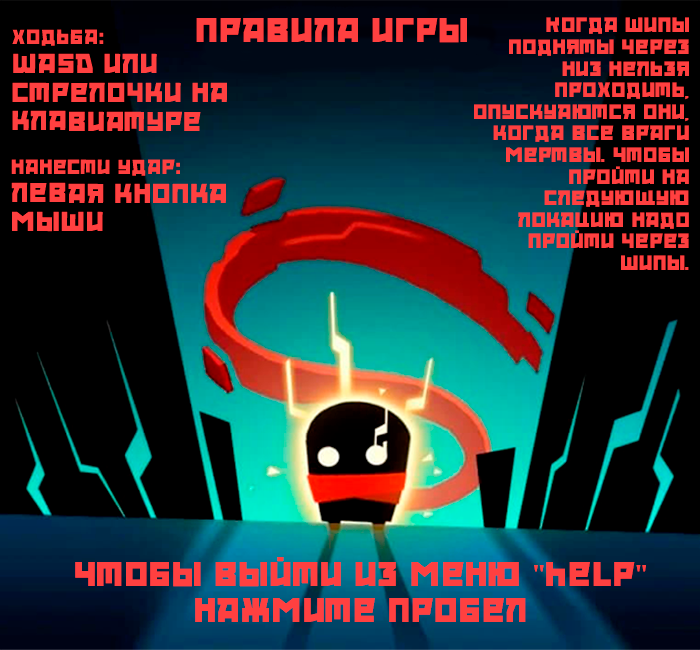 ПРАВИЛА ИГРЫ
ХОДЬБА:
WASD ИЛИ
СТРЕЛОЧКИ НА
КЛАВИАТУРЕ
НАНЕСТИ УДАР:
ЛЕВАЯ КНОПКА
МЫШИ
КОГДА ШИПЫ
ПОДНЯТЫ ЧЕРЕЗ
НИЗ НЕЛЬЗЯ
ПРОХОДИТЬ,
ОПУСКУАЮТСЯ ОНИ,
КОГДА ВСЕ ВРАГИ
МЕРТВЫ. ЧТОБЫ
ПРОЙТИ НА
СЛЕДУЮЩУЮ
ЛОКАЦИЮ НАДО
ПРОЙТИ ЧЕРЕЗ
ШИПЫ.
ЧТОБЫ ВЫЙТИ ИЗ МЕНЮ "HELP"
НАЖМИТЕ ПРОБЕЛ